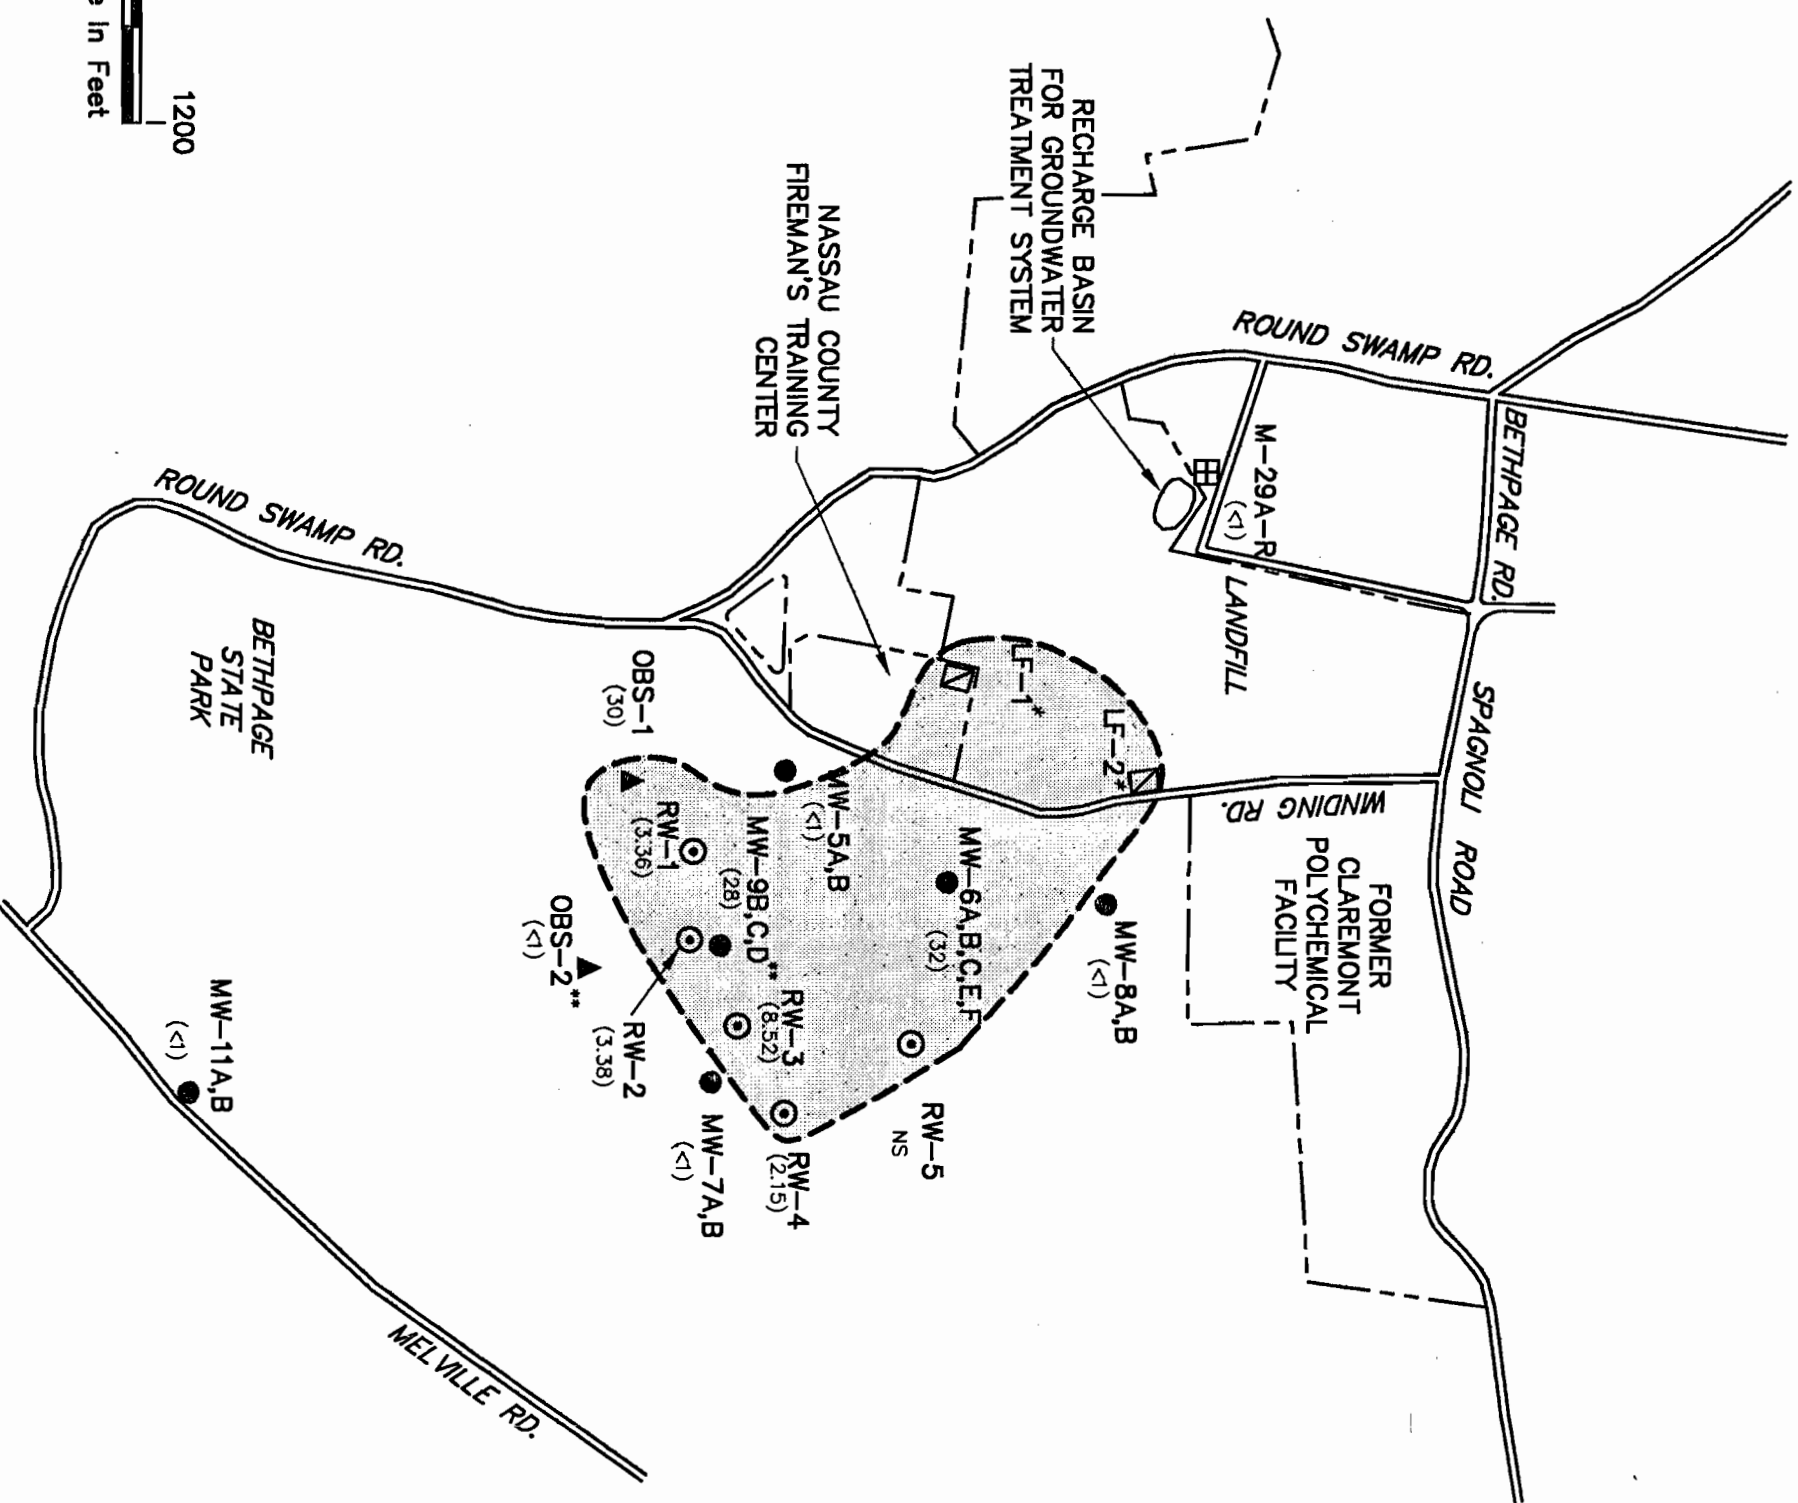 1200
e In Feet
RECHARGE BASIN
FOR GROUNDWATER
TREATMENT SYSTEM
NASSAU COUNTY
FIREMAN'S TRAINING
CENTER
ROUND SWAMP RD.
BETHPAGE RD.
M-29A-R
(<1)
LANDFILL
SPAGNOLI ROAD
WINDING RD.
LF-1*
LF-2*
FORMER
CLAREMONT
POLYCHEMICAL
FACILITY
MW-8A,B
(<1)
MW-6A,B,C,E,F
(32)
MW-5A,B
(<1)
MW-9B,C,D**
(28)
OBS-1
(30)
RW-1
(3.36)
RW-3
(8.52)
RW-5
NS
RW-4
(2.15)
MW-7A,B
(<1)
RW-2
(3.38)
OBS-2**
(<1)
ROUND SWAMP RD.
BETHPAGE
STATE
PARK
MW-11A,B
(<1)
MELVILLE RD.